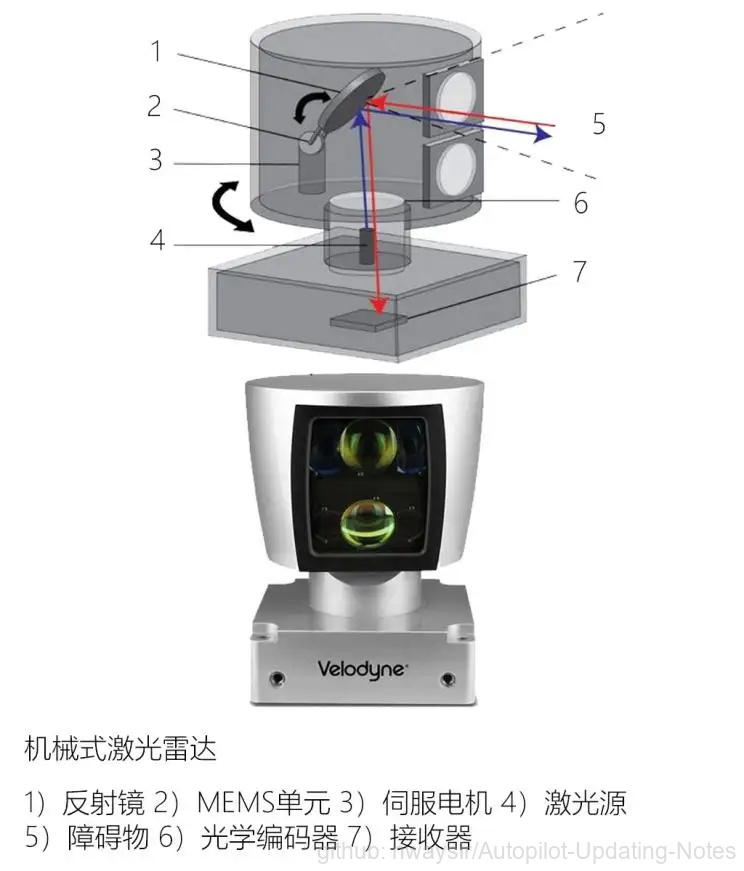 1
2
3
4
5
6
7
Velodyne
机械式激光雷达
1）反射镜 2）MEMS单元 3）伺服电机 4）激光源
5）障碍物 6）光学编码器 7）接收器
github: nwaysir/Autopilot-Updating-Notes